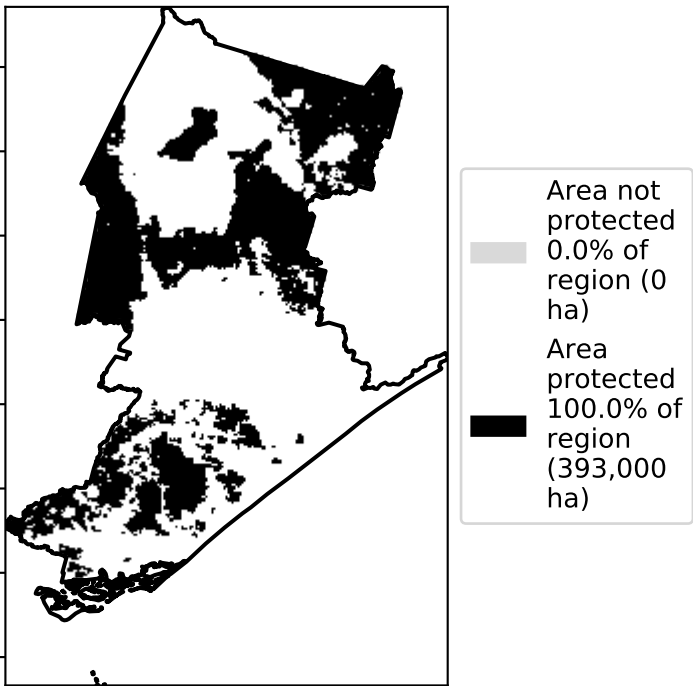 Area not
protected
0.0% of
region (0
ha)
Area
protected
100.0% of
region
(393,000
ha)